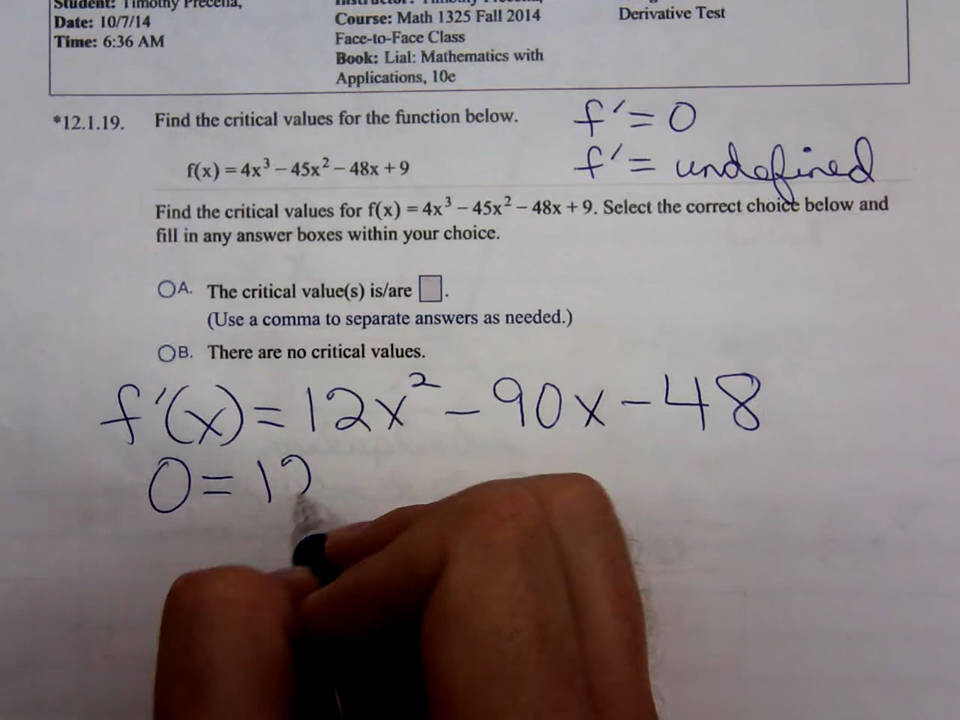 Student: Timothy
Date: 10/7/14
Time: 6:36 AM
Course: Math 1325 Fall 2014
Face-to-Face Class
Book: Lial: Mathematics with
Applications, 10e
Derivative Test
*12.1.19. Find the critical values for the function below.
f(x) = 4x³ − 45x² − 48x + 9
f' = 0
f' = undefined
Find the critical values for f(x) = 4x³ − 45x² − 48x + 9. Select the correct choice below and
fill in any answer boxes within your choice.
A. The critical value(s) is/are .
(Use a comma to separate answers as needed.)
B. There are no critical values.
f'(x) = 12x² − 90x − 48
0 = 12